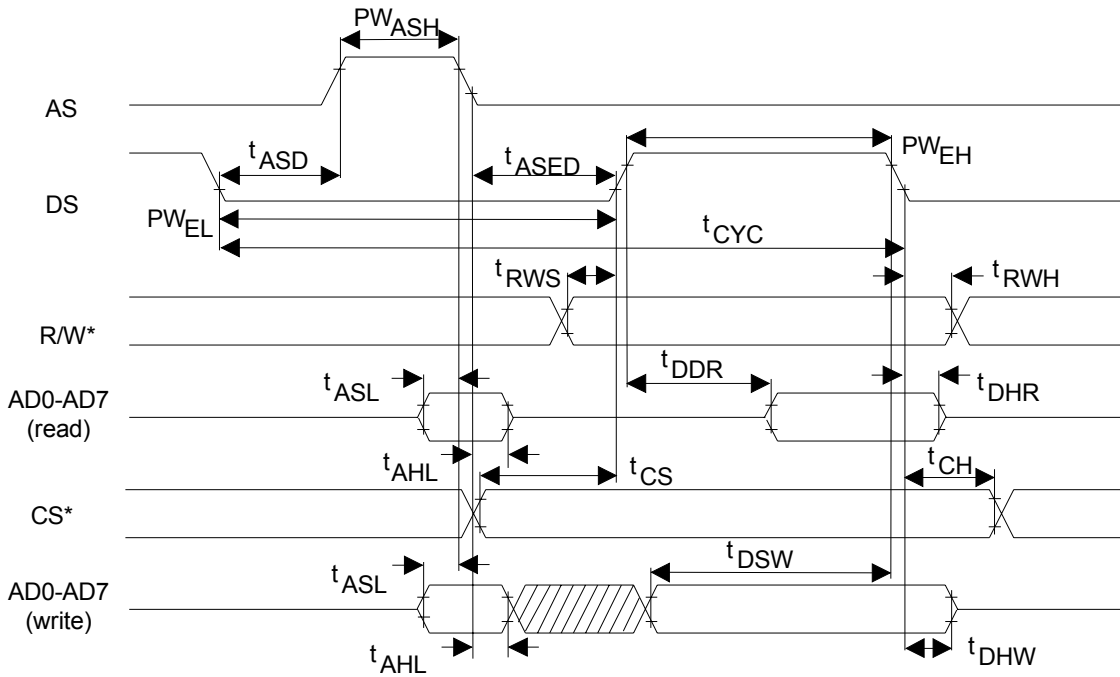 PWASH
AS
tASD
tASED
PWEH
DS
PWEL
tCYC
tRWS
tRWH
R/W*
tDDR
tASL
tDHR
AD0-AD7
(read)
tAHL
tCS
tCH
CS*
tDSW
tASL
AD0-AD7
(write)
tAHL
tDHW